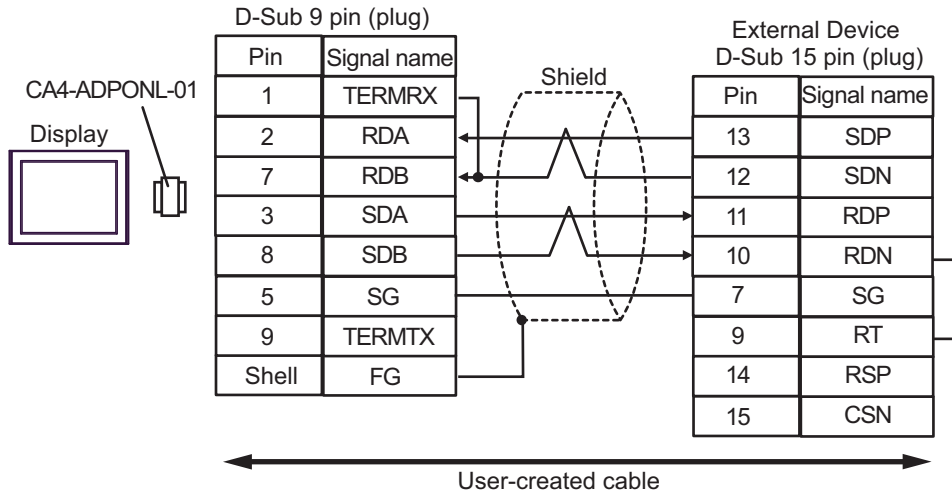 D-Sub 9 pin (plug)
External Device
D-Sub 15 pin (plug)
CA4-ADPONL-01
Display
Shield
Pin Signal name
1 TERMRX
2 RDA
7 RDB
3 SDA
8 SDB
5 SG
9 TERMTX
Shell FG
Pin Signal name
13 SDP
12 SDN
11 RDP
10 RDN
7 SG
9 RT
14 RSP
15 CSN
User-created cable